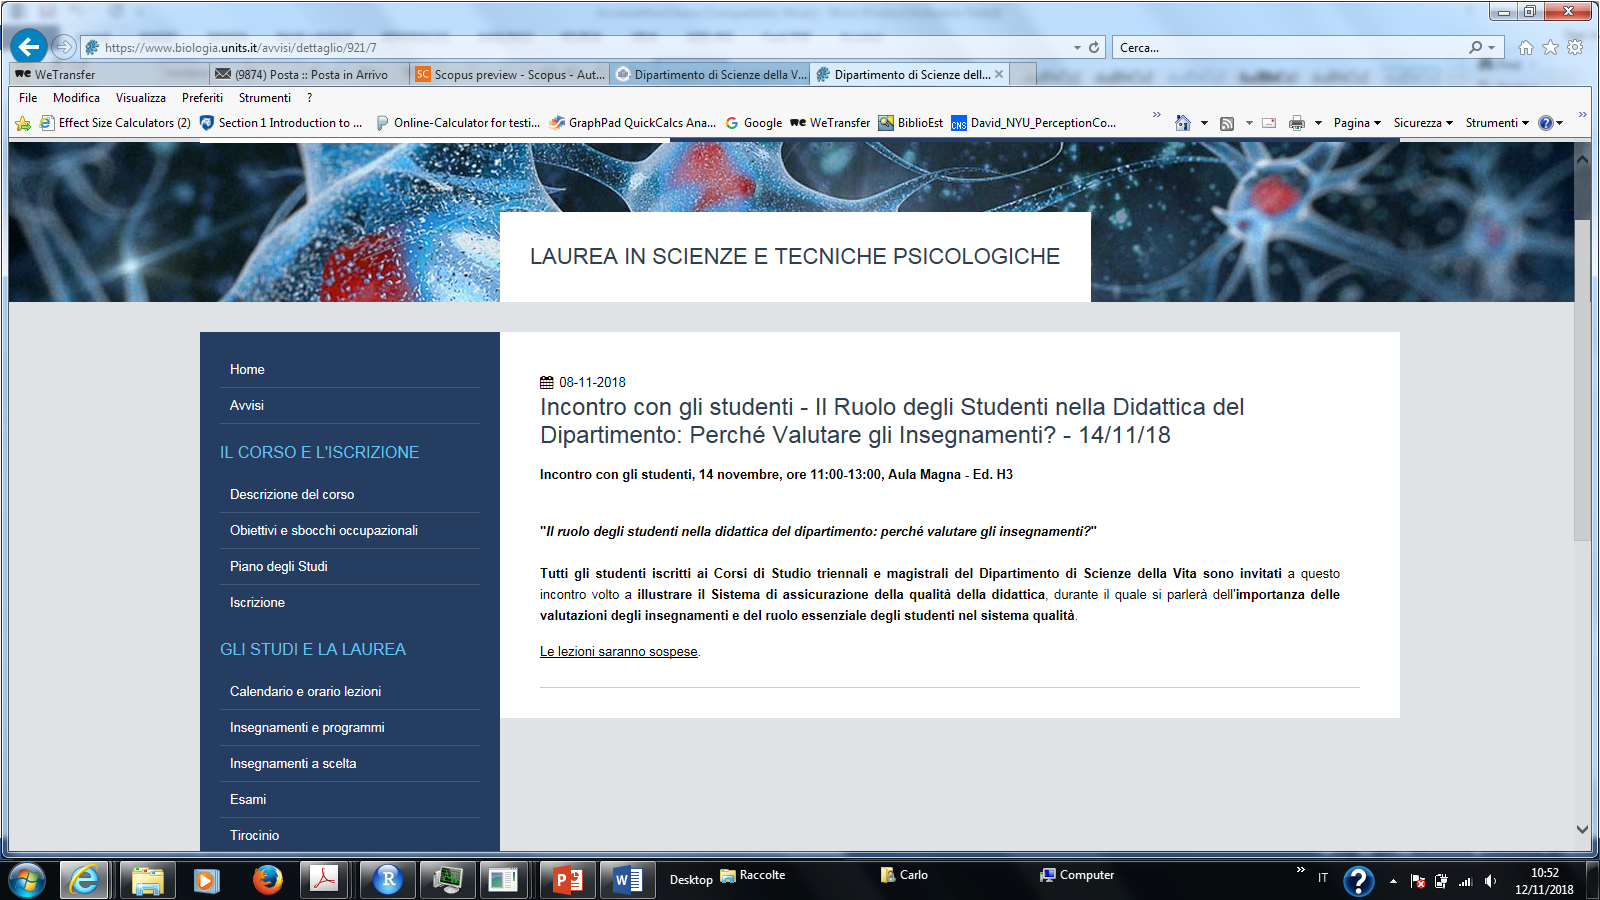 https://www.biologia.units.it/avvisi/dettaglio/921/7
Cerca...
WeTransfer
(9874) Posta :: Posta in Arrivo
SC Scopus preview - Scopus - Aut...
Dipartimento di Scienze della V...
Dipartimento di Scienze dell...
File Modifica Visualizza Preferiti Strumenti ?
Effect Size Calculators (2)
Section 1 Introduction to ...
Online-Calculator for testi...
GraphPad QuickCalcs Ana...
Google
WeTransfer
BiblioEst
CNS David_NYU_PerceptionCo...
Pagina Sicurezza Strumenti
LAUREA IN SCIENZE E TECNICHE PSICOLOGICHE
Home
Avvisi
IL CORSO E L'ISCRIZIONE
Descrizione del corso
Obiettivi e sbocchi occupazionali
Piano degli Studi
Iscrizione
GLI STUDI E LA LAUREA
Calendario e orario lezioni
Insegnamenti e programmi
Insegnamenti a scelta
Esami
Tirocinio
08-11-2018
Incontro con gli studenti - Il Ruolo degli Studenti nella Didattica del
Dipartimento: Perché Valutare gli Insegnamenti? - 14/11/18
Incontro con gli studenti, 14 novembre, ore 11:00-13:00, Aula Magna - Ed. H3
"Il ruolo degli studenti nella didattica del dipartimento: perché valutare gli insegnamenti?"
Tutti gli studenti iscritti ai Corsi di Studio triennali e magistrali del Dipartimento di Scienze della Vita sono invitati a questo
incontro volto a illustrare il Sistema di assicurazione della qualità della didattica, durante il quale si parlerà dell'importanza delle
valutazioni degli insegnamenti e del ruolo essenziale degli studenti nel sistema qualità.
Le lezioni saranno sospese.
Desktop
Raccolte
Carlo
Computer
IT
10:52
12/11/2018